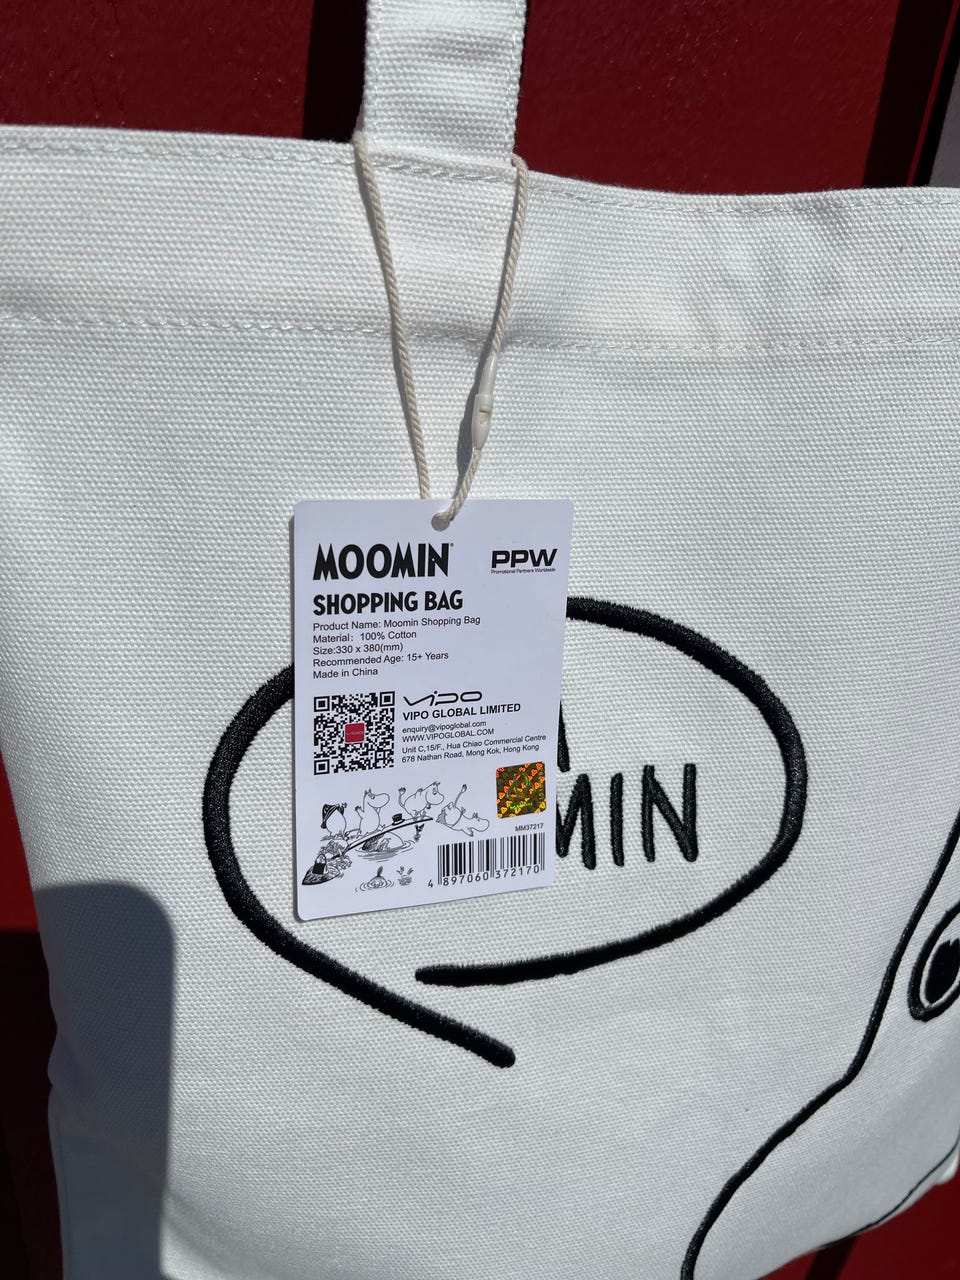 MOOMIN
PPW
Promotional Partners Worldwide
SHOPPING BAG
Product Name: Moomin Shopping Bag
Material: 100% Cotton
Size:330 x 380(mm)
Recommended Age: 15+ Years
Made in China
VIPO
VIPO GLOBAL LIMITED
enquiry@vipoglobal.com
WWW.VIPOGLOBAL.COM
Unit C,15/F., Hua Chiao Commercial Centre
678 Nathan Road, Mong Kok, Hong Kong
MM37217
4 897060 372170
MIN